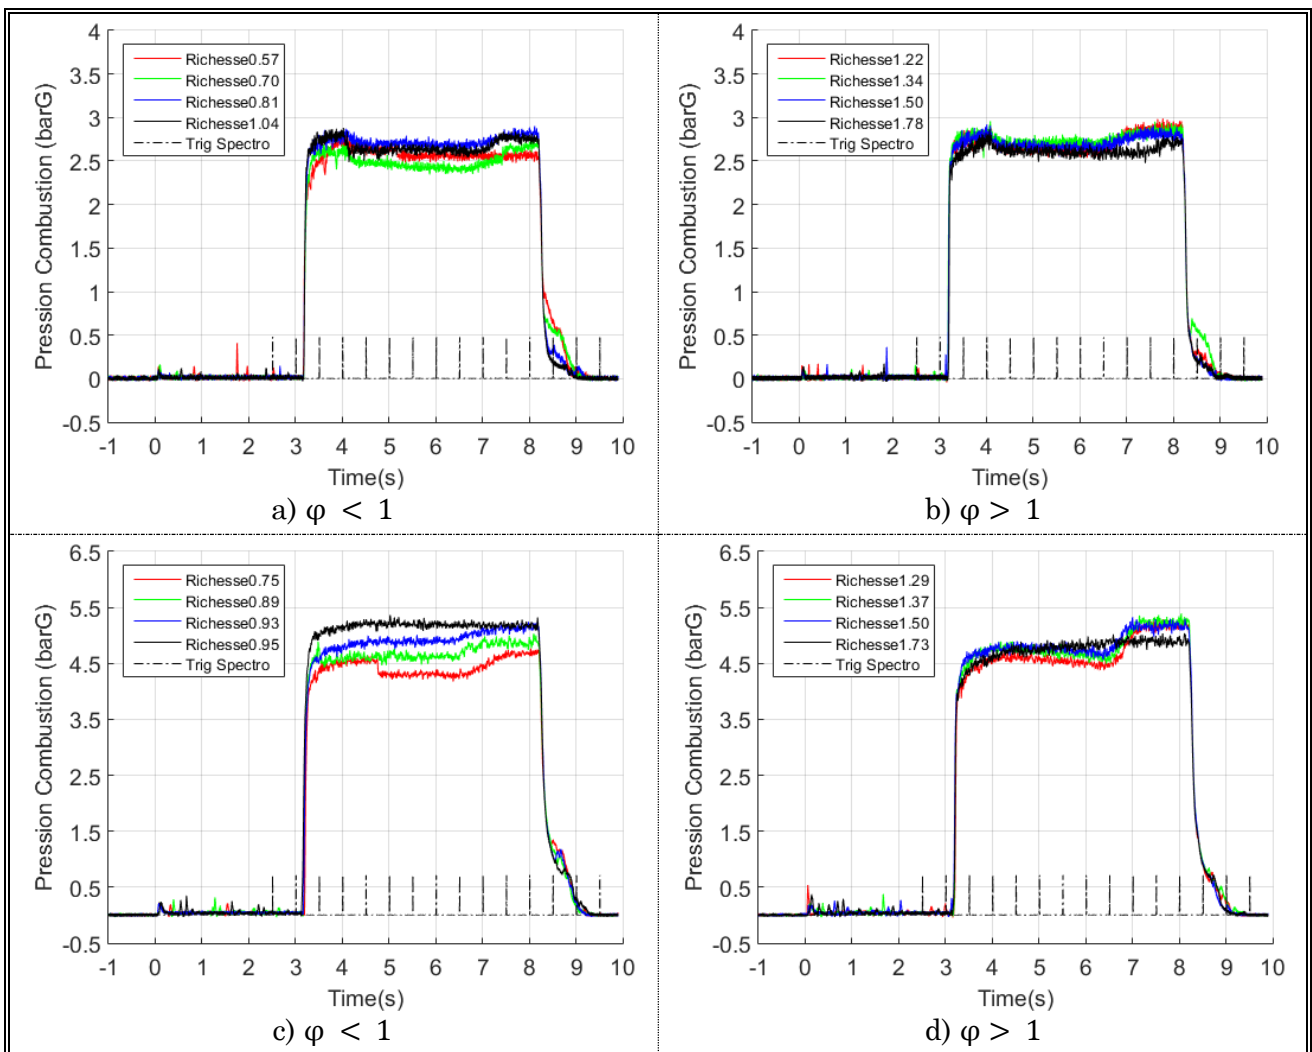 4
3.5
3
2.5
2
1.5
1
0.5
0
-0.5
Pression Combustion (barG)
Richesse0.57
Richesse0.70
Richesse0.81
Richesse1.04
Trig Spectro
-1 0 1 2 3 4 5 6 7 8 9 10
Time(s)
a) φ < 1
4
3.5
3
2.5
2
1.5
1
0.5
0
-0.5
Pression Combustion (barG)
Richesse1.22
Richesse1.34
Richesse1.50
Richesse1.78
Trig Spectro
-1 0 1 2 3 4 5 6 7 8 9 10
Time(s)
b) φ > 1
6.5
5.5
4.5
3.5
2.5
1.5
0.5
-0.5
Pression Combustion (barG)
Richesse0.75
Richesse0.89
Richesse0.93
Richesse0.95
Trig Spectro
-1 0 1 2 3 4 5 6 7 8 9 10
Time(s)
c) φ < 1
6.5
5.5
4.5
3.5
2.5
1.5
0.5
-0.5
Pression Combustion (barG)
Richesse1.29
Richesse1.37
Richesse1.50
Richesse1.73
Trig Spectro
-1 0 1 2 3 4 5 6 7 8 9 10
Time(s)
d) φ > 1